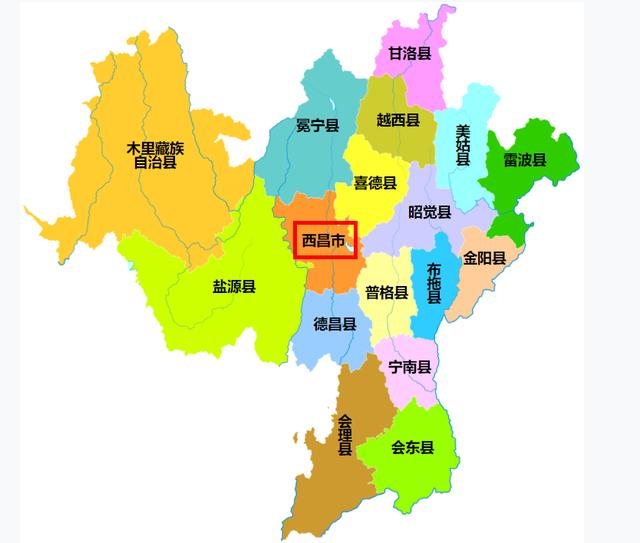 甘洛县
越西县
冕宁县
美
姑
县
木里藏族
自治县
雷波县
喜德县
昭觉县
西昌市
金阳县
布
拖
县
盐源县
普格县
德昌县
宁南县
会
理
县
会东县